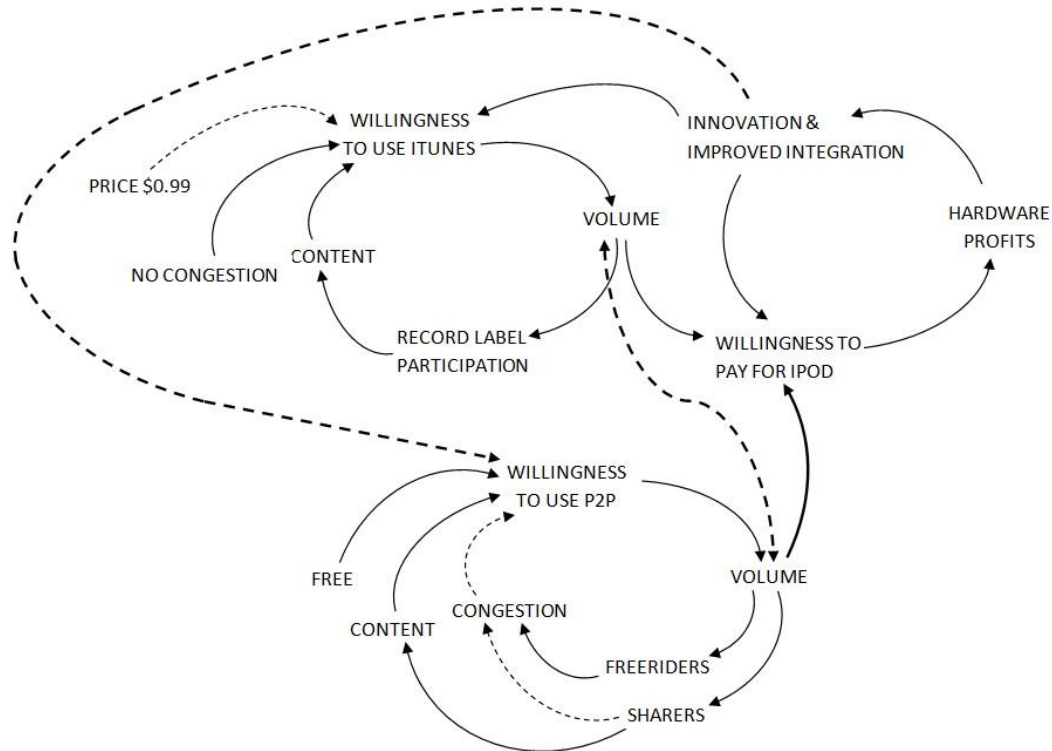 WILLINGNESS
TO USE ITUNES
INNOVATION &
IMPROVED INTEGRATION
PRICE $0.99
VOLUME
HARDWARE
PROFITS
NO CONGESTION
CONTENT
RECORD LABEL
PARTICIPATION
WILLINGNESS TO
PAY FOR IPOD
WILLINGNESS
TO USE P2P
FREE
VOLUME
CONTENT
CONGESTION
FREERIDERS
SHARERS